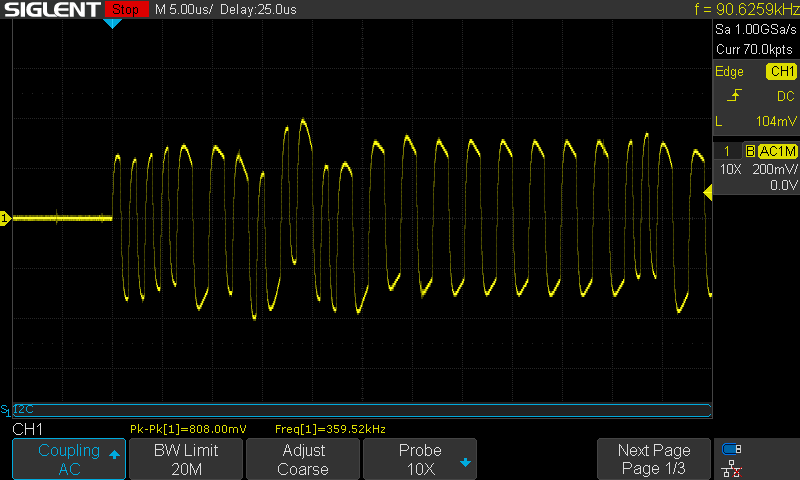 SIGLENT Stop M 5.00us/ Delay:25.0us f = 90.6259kHz
Sa 1.00GSa/s
Curr 70.0kpts
Edge CH1
DC
L 104mV
1 B AC1M
10X 200mV/
0.0V
1
S1 I2C
CH1 Pk-Pk[1]=808.00mV Freq[1]=359.52kHz
Coupling
AC
BW Limit
20M
Adjust
Coarse
Probe
10X
Next Page
Page 1/3